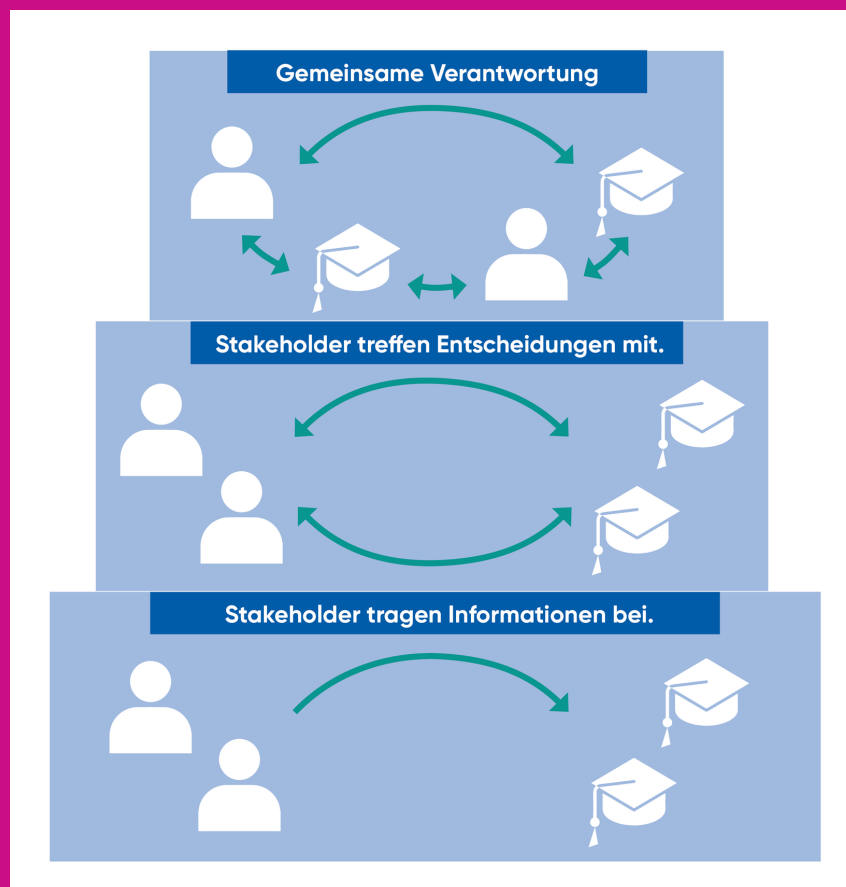 Gemeinsame Verantwortung
Stakeholder treffen Entscheidungen mit.
Stakeholder tragen Informationen bei.